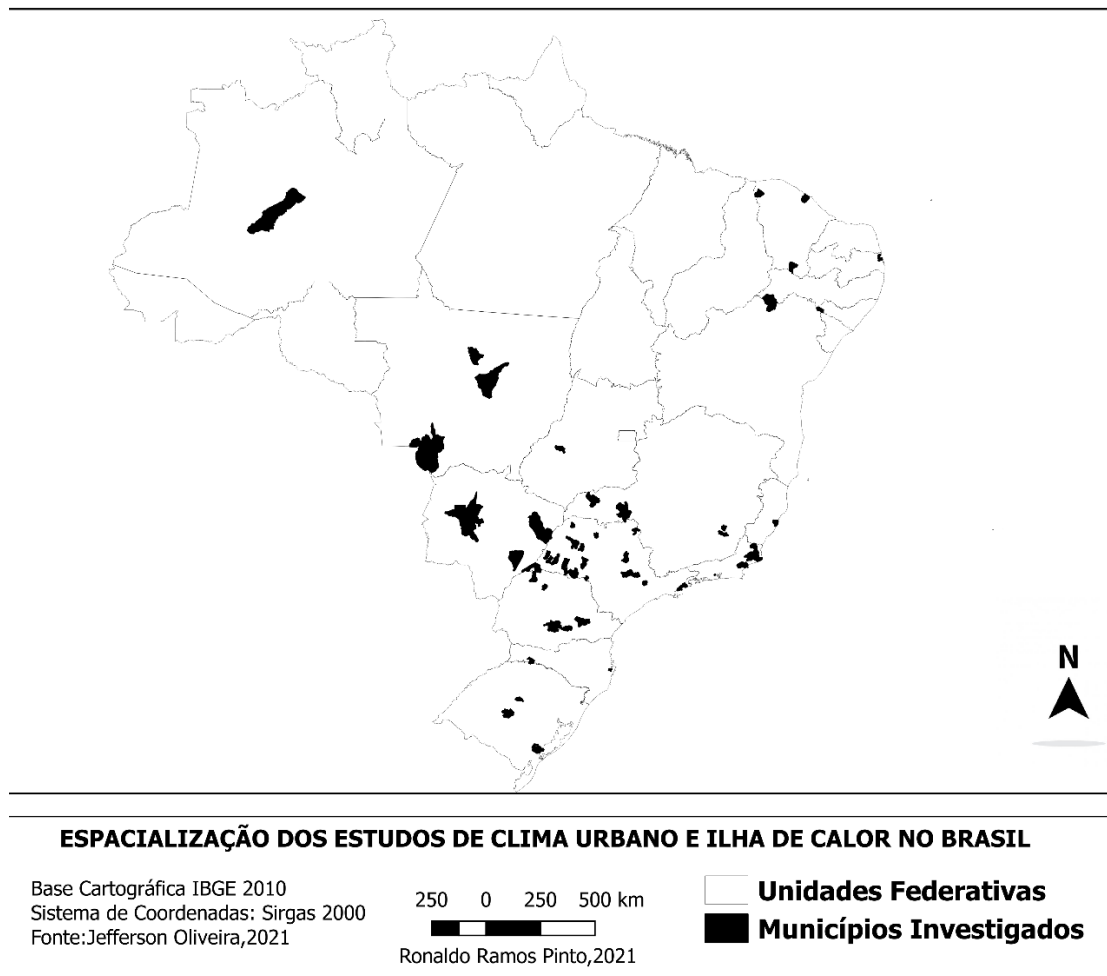 N
ESPACIALIZAÇÃO DOS ESTUDOS DE CLIMA URBANO E ILHA DE CALOR NO BRASIL
Base Cartográfica IBGE 2010
Sistema de Coordenadas: Sirgas 2000
Fonte:Jefferson Oliveira,2021
250 0 250 500 km
Ronaldo Ramos Pinto,2021
Unidades Federativas
Municípios Investigados